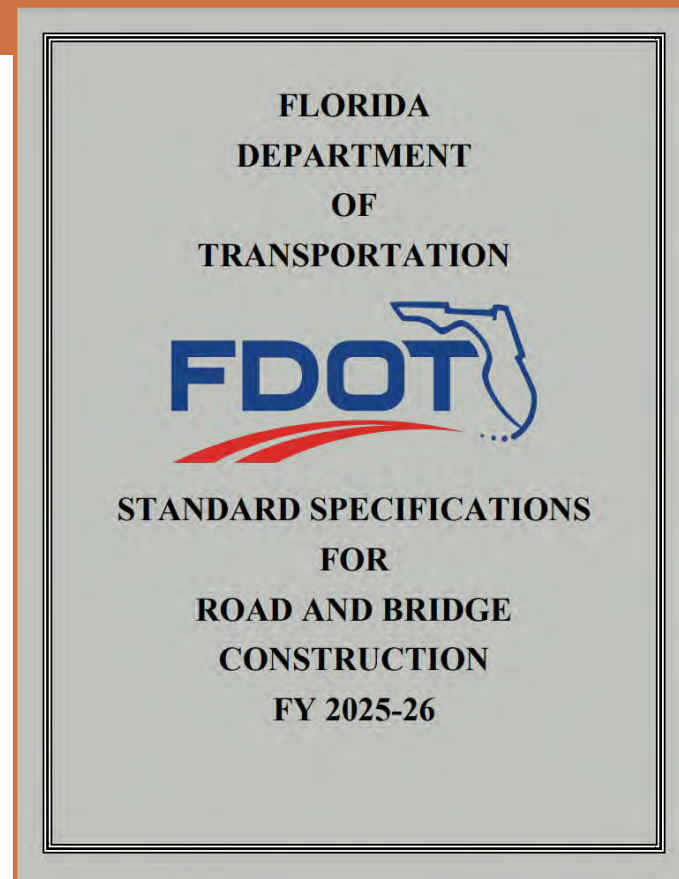 FLORIDA
DEPARTMENT
OF
TRANSPORTATION
FDOT
STANDARD SPECIFICATIONS
FOR
ROAD AND BRIDGE
CONSTRUCTION
FY 2025-26